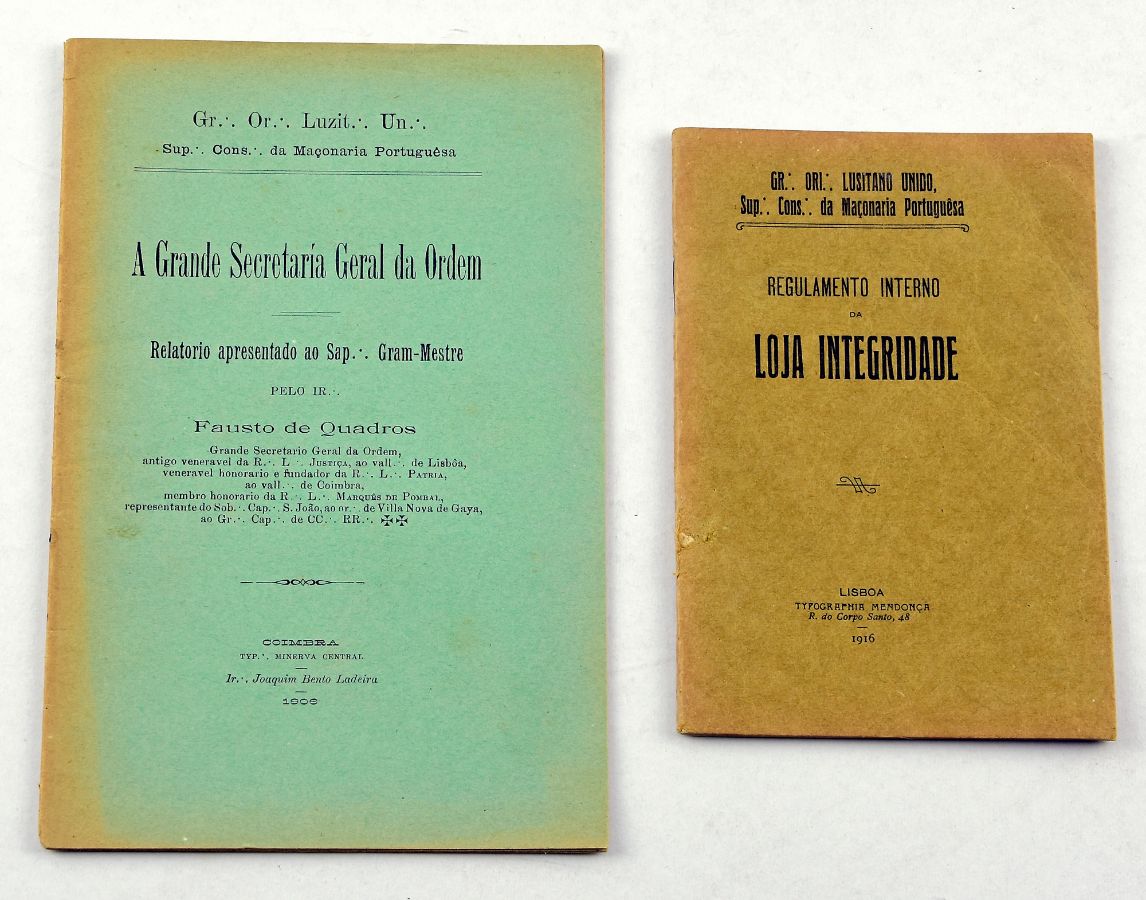 Gr.·. Or.·. Luzit.·. Un.·.
Sup.·. Cons.·. da Maçonaria Portuguêsa
A Grande Secretaría Geral da Ordem
Relatorio apresentado ao Sap.·. Gram-Mestre
PELO IR.·.
Fausto de Quadros
Grande Secretario Geral da Ordem,
antigo veneravel da R.·. L.·. JUSTIÇA, ao vall.·. de Lisbôa,
veneravel honorario e fundador da R.·. L.·. PATRIA,
ao vall.·. de Coimbra,
membro honorario da R.·. L.·. MARQUÊS DE POMBAL,
representante do Sob.·. Cap.·. S. João, ao or.·. de Villa Nova de Gaya,
ao Gr.·. Cap.·. de CC.·. RR.·. ✠✠
COIMBRA
TYP.·. MINERVA CENTRAL
Ir.·. Joaquim Bento Ladeira
1906
GR.·. ORI.·. LUSITANO UNIDO,
Sup.·. Cons.·. da Maçonaria Portuguêsa
REGULAMENTO INTERNO
DA
LOJA INTEGRIDADE
LISBOA
TYPOGRAPHIA MENDONÇA
R. do Corpo Santo, 48
1916